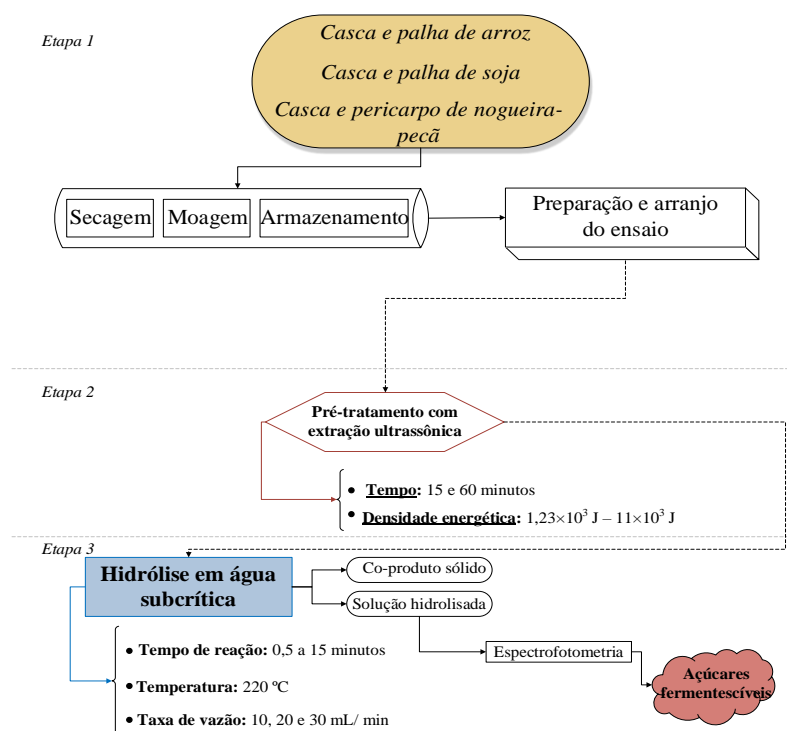 Etapa 1
Casca e palha de arroz
Casca e palha de soja
Casca e pericarpo de nogueira-
pecã
Secagem
Moagem
Armazenamento
Preparação e arranjo
do ensaio
Etapa 2
Pré-tratamento com
extração ultrassônica
• Tempo: 15 e 60 minutos
• Densidade energética: 1,23×10³ J – 11×10³ J
Etapa 3
Hidrólise em água
subcrítica
Co-produto sólido
Solução hidrolisada
• Tempo de reação: 0,5 a 15 minutos
• Temperatura: 220 ºC
• Taxa de vazão: 10, 20 e 30 mL/ min
Espectrofotometria
Açúcares
fermentescíveis